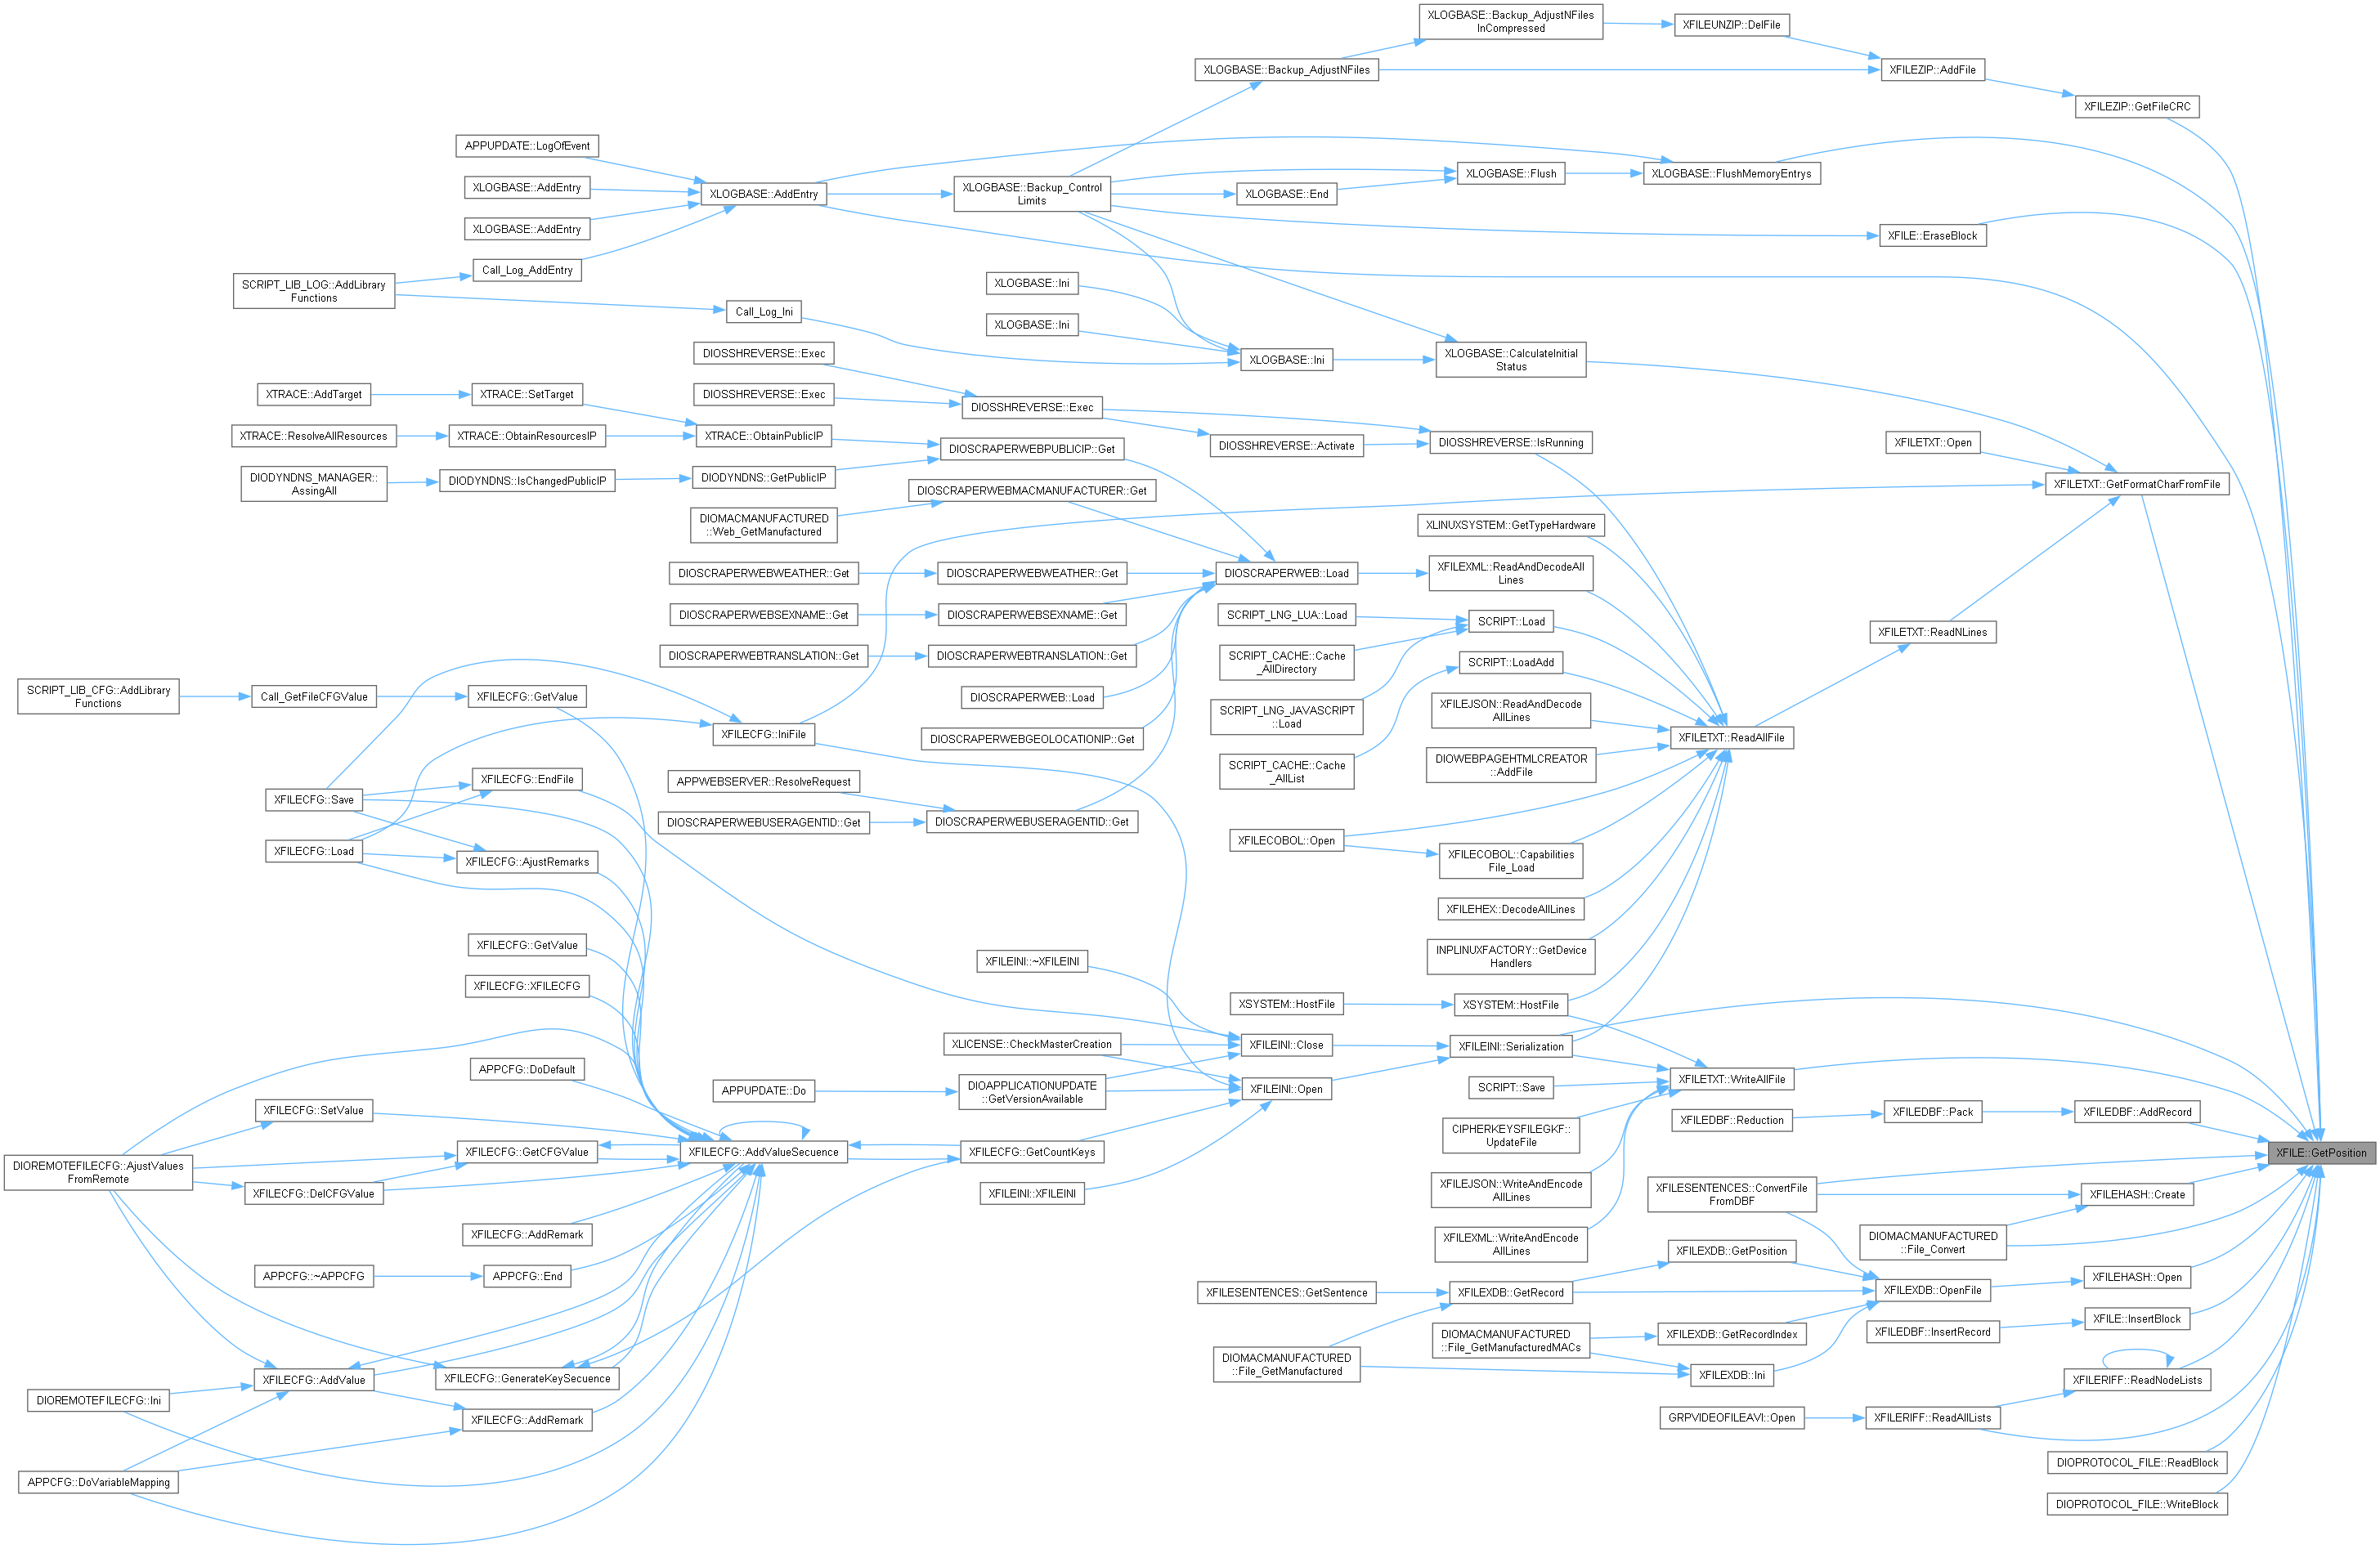 XLOGBASE::Backup_AdjustNFiles
InCompressed
XFILEUNZIP::DelFile
XLOGBASE::Backup_AdjustNFiles
XFILEZIP::AddFile
XFILEZIP::GetFileCRC
APPUPDATE::LogOfEvent
XLOGBASE::AddEntry
XLOGBASE::AddEntry
XLOGBASE::AddEntry
XLOGBASE::Backup_Control
Limits
XLOGBASE::End
XLOGBASE::Flush
XLOGBASE::FlushMemoryEntrys
XFILE::EraseBlock
Call_Log_AddEntry
SCRIPT_LIB_LOG::AddLibrary
Functions
Call_Log_Ini
XLOGBASE::Ini
XLOGBASE::Ini
XLOGBASE::Ini
XLOGBASE::CalculateInitial
Status
DIOSSHREVERSE::Exec
DIOSSHREVERSE::Exec
DIOSSHREVERSE::Exec
DIOSSHREVERSE::Activate
DIOSSHREVERSE::IsRunning
XTRACE::AddTarget
XTRACE::SetTarget
XTRACE::ResolveAllResources
XTRACE::ObtainResourcesIP
XTRACE::ObtainPublicIP
DIOSCRAPERWEBPUBLICIP::Get
DIODYNDNS_MANAGER::
AssingAll
DIODYNDNS::IsChangedPublicIP
DIODYNDNS::GetPublicIP
XFILETXT::Open
XFILETXT::GetFormatCharFromFile
DIOSCRAPERWEBMACMANUFACTURER::Get
DIOMACMANUFACTURED
::Web_GetManufactured
XLINUXSYSTEM::GetTypeHardware
DIOSCRAPERWEBWEATHER::Get
DIOSCRAPERWEBWEATHER::Get
DIOSCRAPERWEB::Load
XFILEXML::ReadAndDecodeAll
Lines
DIOSCRAPERWEBSEXNAME::Get
DIOSCRAPERWEBSEXNAME::Get
SCRIPT_LNG_LUA::Load
SCRIPT::Load
XFILETXT::ReadNLines
DIOSCRAPERWEBTRANSLATION::Get
DIOSCRAPERWEBTRANSLATION::Get
SCRIPT_CACHE::Cache
_AllDirectory
SCRIPT::LoadAdd
SCRIPT_LIB_CFG::AddLibrary
Functions
Call_GetFileCFGValue
XFILECFG::GetValue
DIOSCRAPERWEB::Load
SCRIPT_LNG_JAVASCRIPT
::Load
XFILEJSON::ReadAndDecode
AllLines
XFILECFG::IniFile
DIOSCRAPERWEBGEOLOCATIONIP::Get
XFILETXT::ReadAllFile
DIOWEBPAGEHTMLCREATOR
::AddFile
SCRIPT_CACHE::Cache
_AllList
XFILECFG::EndFile
APPWEBSERVER::ResolveRequest
XFILECFG::Save
DIOSCRAPERWEBUSERAGENTID::Get
DIOSCRAPERWEBUSERAGENTID::Get
XFILECOBOL::Open
XFILECFG::Load
XFILECFG::AjustRemarks
XFILECOBOL::Capabilities
File_Load
XFILEHEX::DecodeAllLines
XFILECFG::GetValue
INPLINUXFACTORY::GetDevice
Handlers
XFILEINI::~XFILEINI
XFILECFG::XFILECFG
XSYSTEM::HostFile
XSYSTEM::HostFile
XLICENSE::CheckMasterCreation
XFILEINI::Close
XFILEINI::Serialization
APPCFG::DoDefault
APPUPDATE::Do
DIOAPPLICATIONUPDATE
::GetVersionAvailable
XFILEINI::Open
SCRIPT::Save
XFILETXT::WriteAllFile
XFILECFG::SetValue
CIPHERKEYSFILEGKF::
UpdateFile
XFILEDBF::Reduction
XFILEDBF::Pack
XFILEDBF::AddRecord
DIOREMOTEFILECFG::AjustValues
FromRemote
XFILECFG::GetCFGValue
XFILECFG::AddValueSecuence
XFILECFG::GetCountKeys
XFILE::GetPosition
XFILECFG::DelCFGValue
XFILEINI::XFILEINI
XFILEJSON::WriteAndEncode
AllLines
XFILESENTENCES::ConvertFile
FromDBF
XFILEHASH::Create
XFILECFG::AddRemark
XFILEXML::WriteAndEncode
AllLines
DIOMACMANUFACTURED
::File_Convert
XFILEXDB::GetPosition
APPCFG::~APPCFG
APPCFG::End
XFILESENTENCES::GetSentence
XFILEXDB::GetRecord
XFILEXDB::OpenFile
XFILEHASH::Open
DIOMACMANUFACTURED
::File_GetManufacturedMACs
XFILEXDB::GetRecordIndex
XFILEDBF::InsertRecord
XFILE::InsertBlock
DIOMACMANUFACTURED
::File_GetManufactured
XFILEXDB::Ini
XFILERIFF::ReadNodeLists
XFILECFG::AddValue
XFILECFG::GenerateKeySecuence
DIOREMOTEFILECFG::Ini
XFILECFG::AddRemark
GRPVIDEOFILEAVI::Open
XFILERIFF::ReadAllLists
DIOPROTOCOL_FILE::ReadBlock
APPCFG::DoVariableMapping
DIOPROTOCOL_FILE::WriteBlock